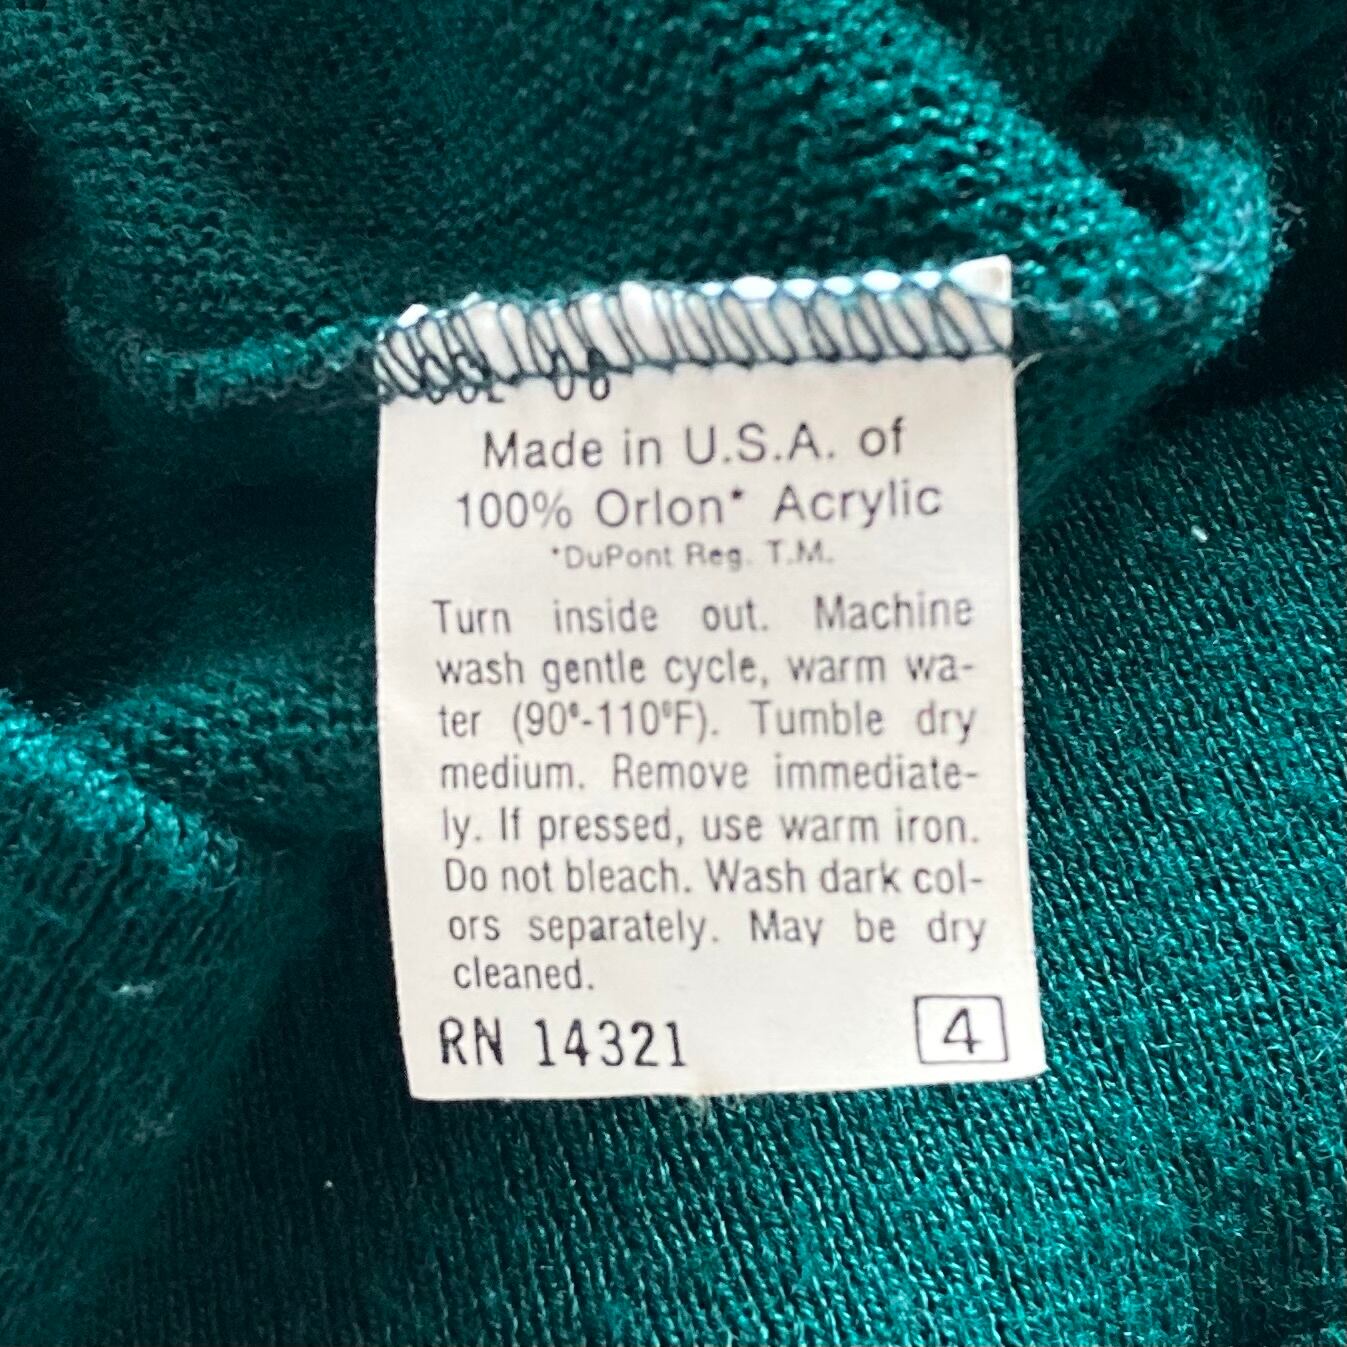 Made in U.S.A. of
100% Orlon* Acrylic
*DuPont Reg. T.M.
Turn inside out. Machine
wash gentle cycle, warm wa-
ter (90°-110°F). Tumble dry
medium. Remove immediate-
ly. If pressed, use warm iron.
Do not bleach. Wash dark col-
ors separately. May be dry
cleaned.
RN 14321
4